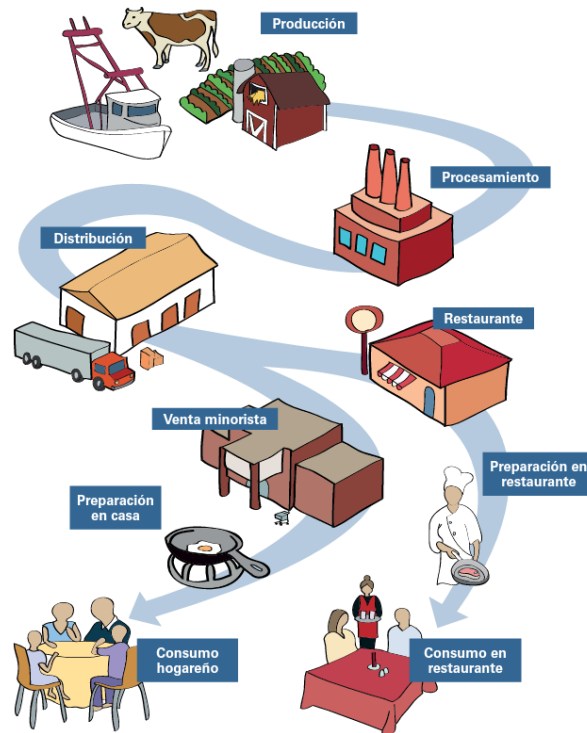 Producción
Procesamiento
Distribución
Restaurante
Venta minorista
Preparación en
restaurante
Preparación
en casa
Consumo
hogareño
Consumo en
restaurante